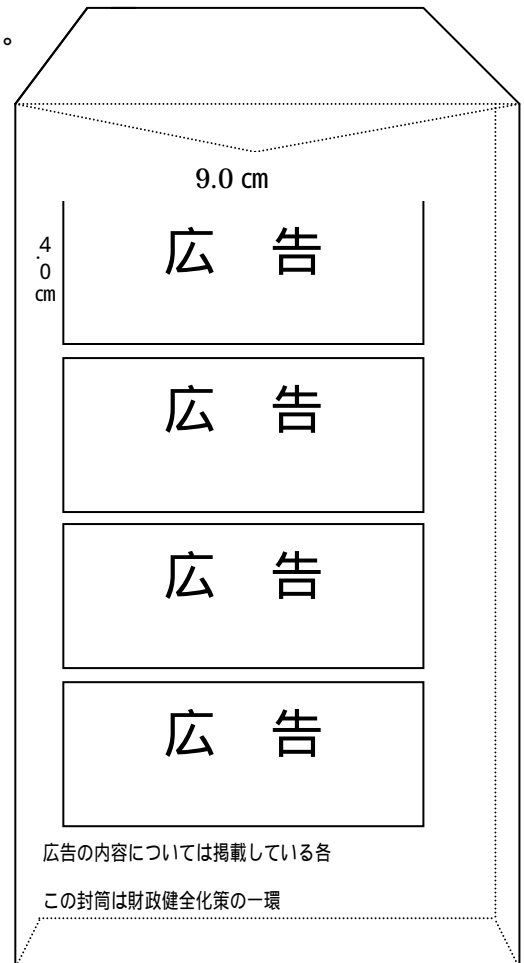 。
9.0 ㎝
4.0㎝
広 告
広 告
広 告
広 告
広告の内容については掲載している各
この封筒は財政健全化策の一環